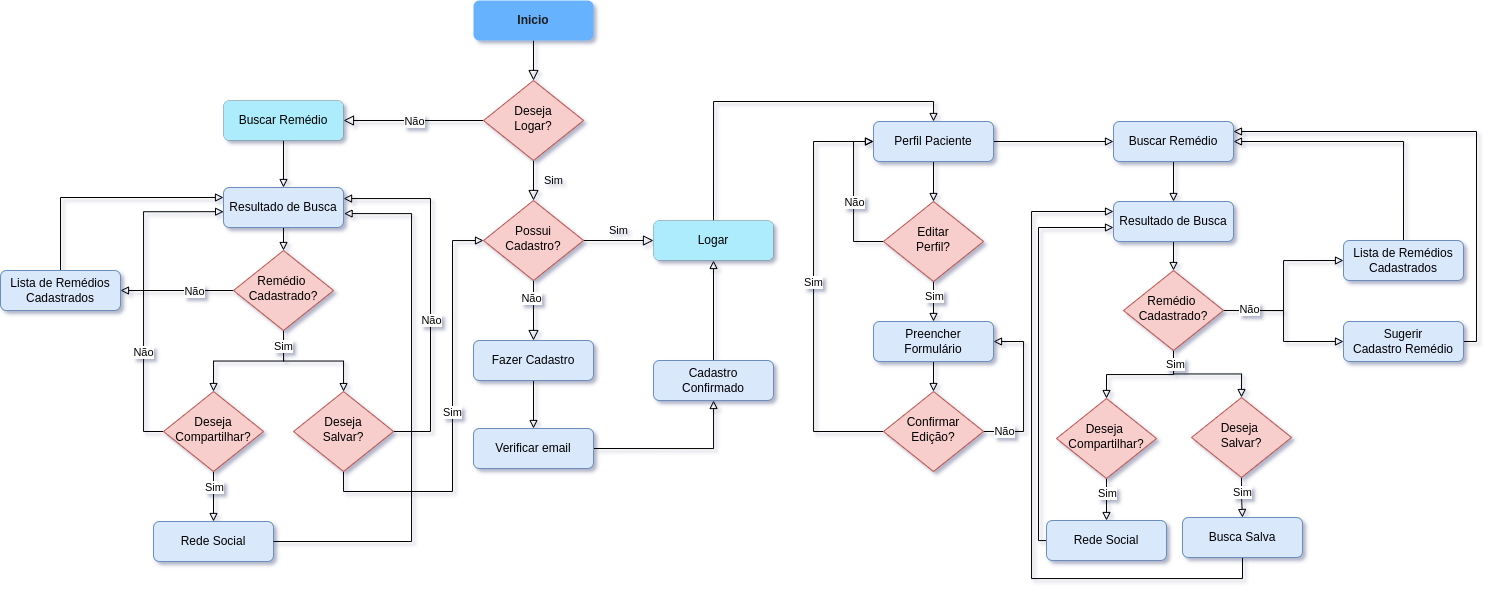 Inicio
Deseja
Logar?
Não
Buscar Remédio
Sim
Resultado de Busca
Possui
Cadastro?
Sim
Logar
Não
Remédio
Cadastrado?
Não
Lista de Remédios
Cadastrados
Sim
Não
Não
Deseja
Compartilhar?
Deseja
Salvar?
Sim
Sim
Rede Social
Fazer Cadastro
Verificar email
Cadastro
Confirmado
Perfil Paciente
Não
Editar
Perfil?
Sim
Sim
Preencher
Formulário
Confirmar
Edição?
Não
Buscar Remédio
Resultado de Busca
Remédio
Cadastrado?
Não
Lista de Remédios
Cadastrados
Sugerir
Cadastro Remédio
Sim
Deseja
Compartilhar?
Deseja
Salvar?
Sim
Sim
Rede Social
Busca Salva